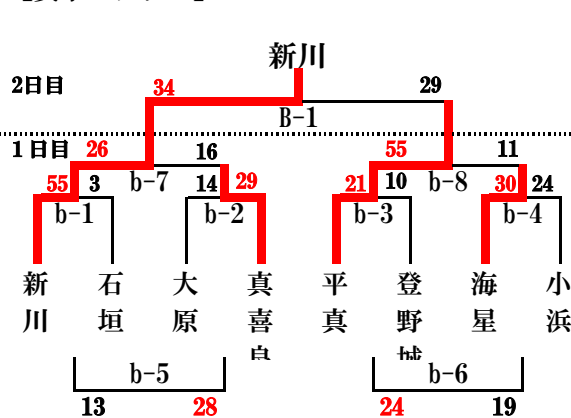 新川
2日目 34 29
B-1
1日目 26 16 55 11
55 3 b-7 14 29 21 10 b-8 30 24
b-1 b-2 b-3 b-4
新川 石垣 大原 真喜 平真 登野城 海星 小浜
b-5 b-6
13 28 24 19